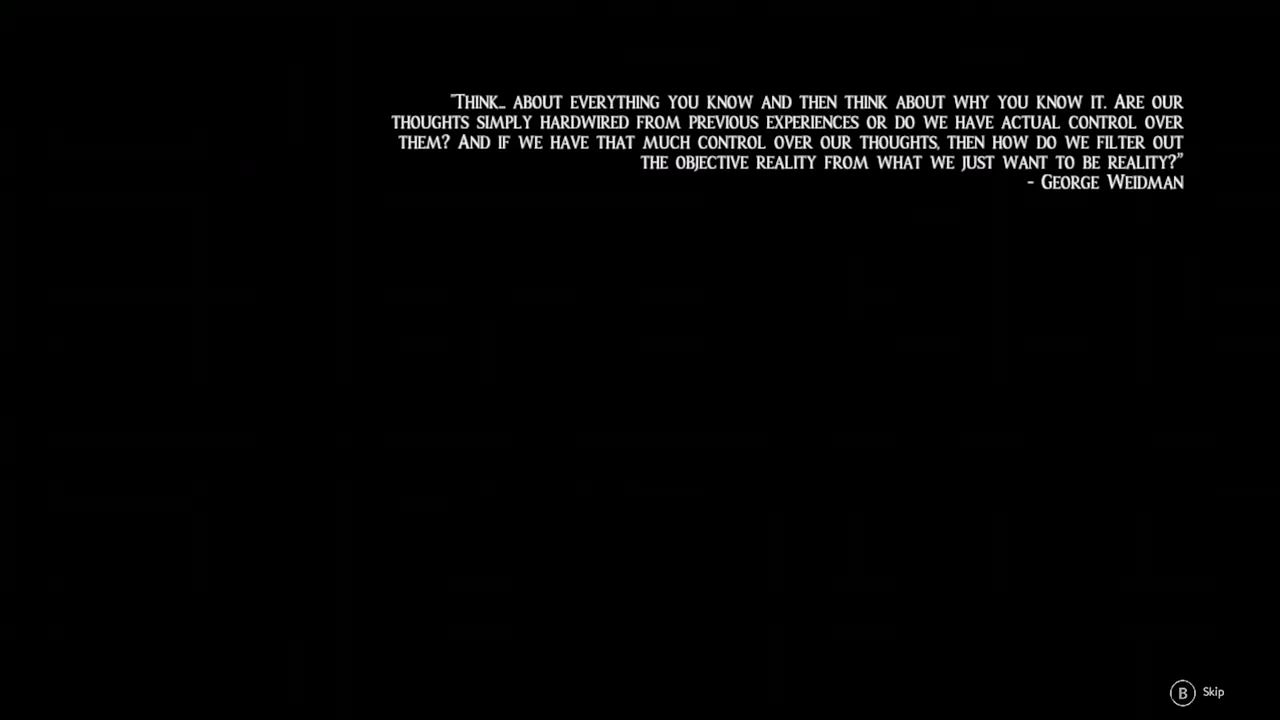 "Think... about everything you know and then think about why you know it. Are our
thoughts simply hardwired from previous experiences or do we have actual control over
them? And if we have that much control over our thoughts, then how do we filter out
the objective reality from what we just want to be reality?"
- George Weidman
B Skip